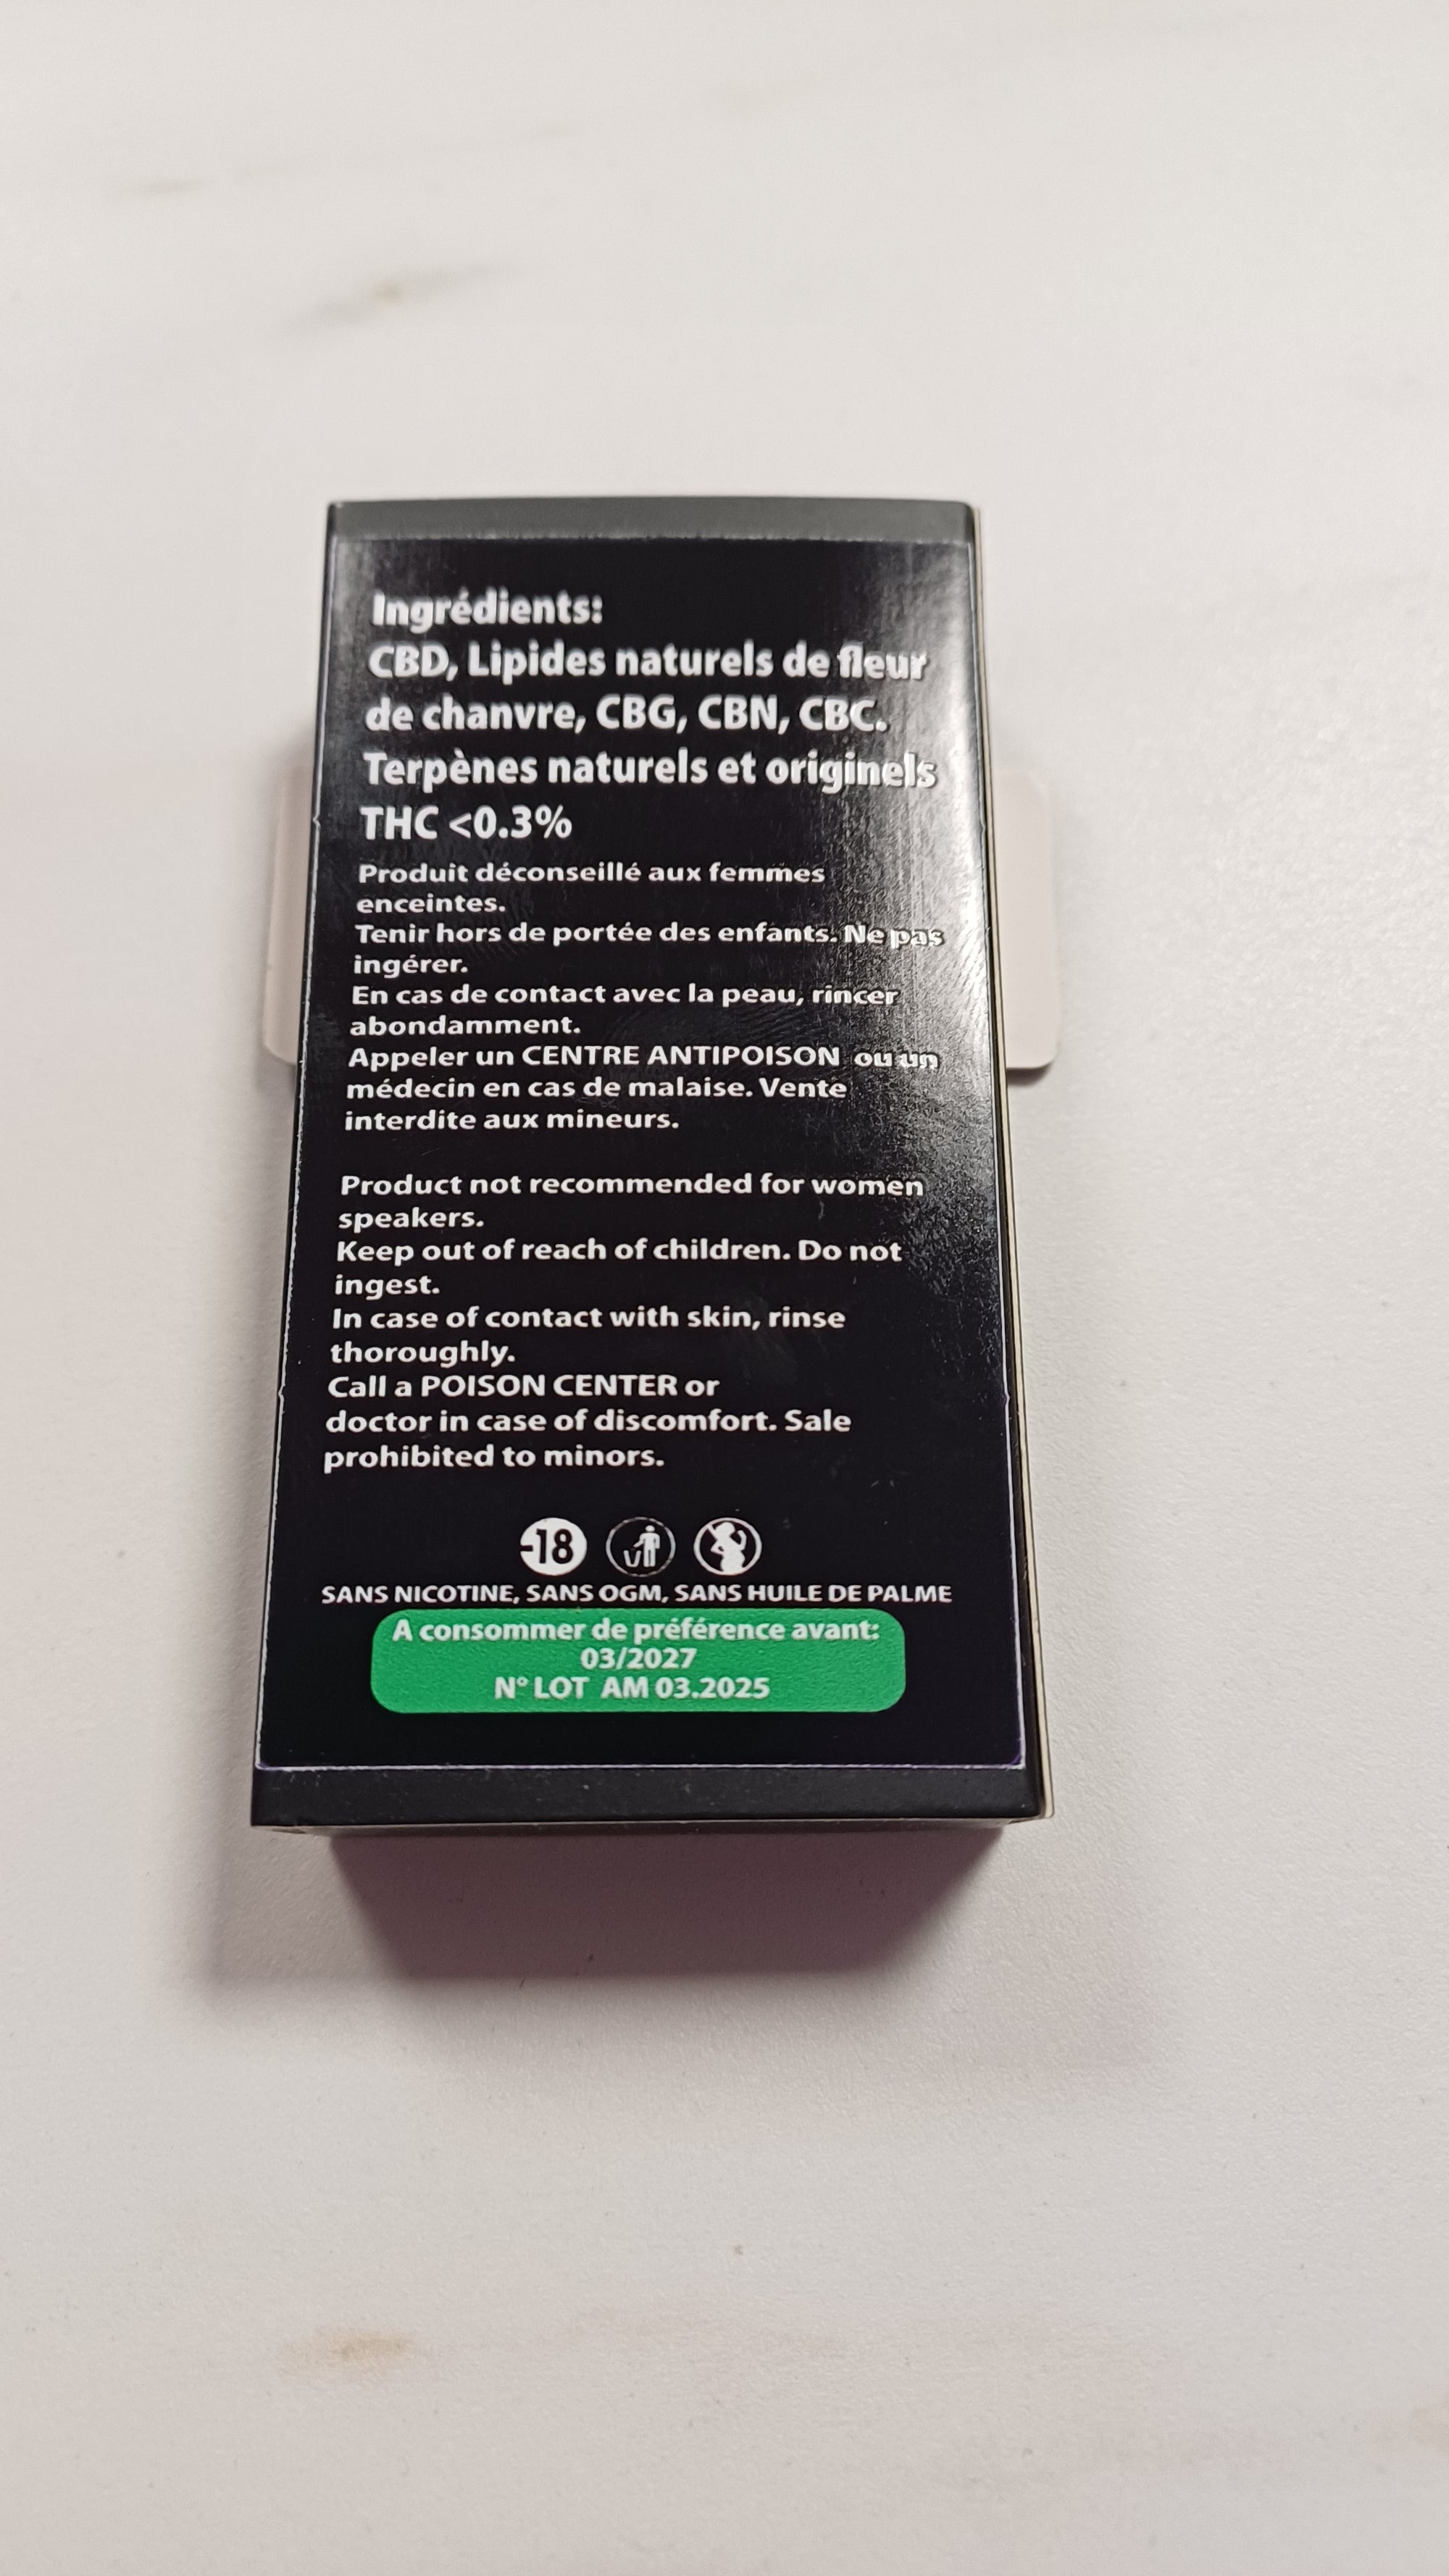 Ingrédients:
CBD, Lipides naturels de fleur
de chanvre, CBG, CBN, CBC.
Terpènes naturels et originels
THC <0.3%
Produit déconseillé aux femmes
enceintes.
Tenir hors de portée des enfants. Ne pas
ingérer.
En cas de contact avec la peau, rincer
abondamment.
Appeler un CENTRE ANTIPOISON ou un
médecin en cas de malaise. Vente
interdite aux mineurs.
Product not recommended for women
speakers.
Keep out of reach of children. Do not
ingest.
In case of contact with skin, rinse
thoroughly.
Call a POISON CENTER or
doctor in case of discomfort. Sale
prohibited to minors.
-18
SANS NICOTINE, SANS OGM, SANS HUILE DE PALME
A consommer de préférence avant:
03/2027
N° LOT AM 03.2025